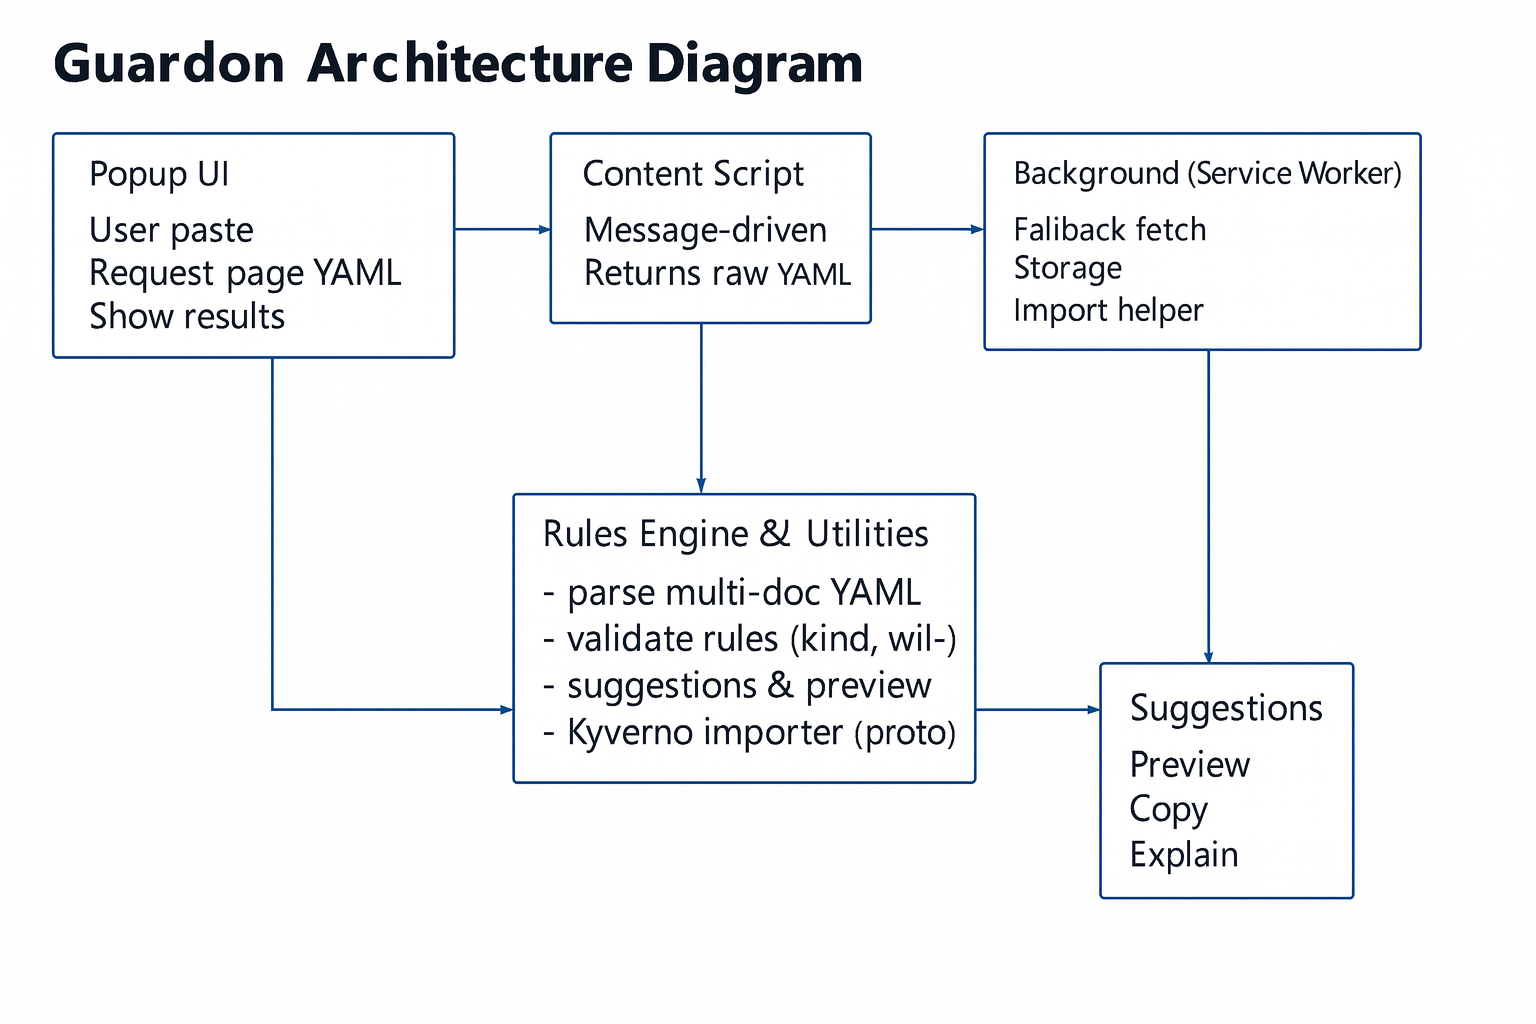 Guardon Architecture Diagram
Popup UI
User paste
Request page YAML
Show results
Content Script
Message-driven
Returns raw YAML
Background (Service Worker)
Faliback fetch
Storage
Import helper
Rules Engine & Utilities
- parse multi-doc YAML
- validate rules (kind, wil-)
- suggestions & preview
- Kyverno importer (proto)
Suggestions
Preview
Copy
Explain